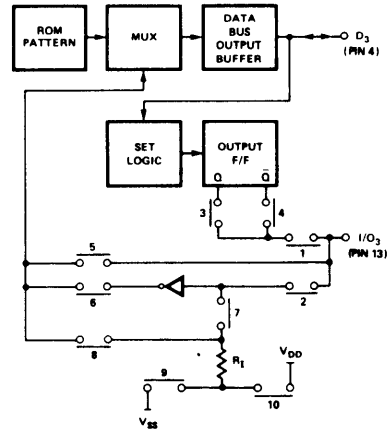 ROM
PATTERN
MUX
DATA
BUS
OUTPUT
BUFFER
D3
(PIN 4)
SET
LOGIC
OUTPUT
F/F
Q
Q̅
3
4
1
I/O3
(PIN 13)
5
6
2
7
8
RI
9
10
VDD
VSS